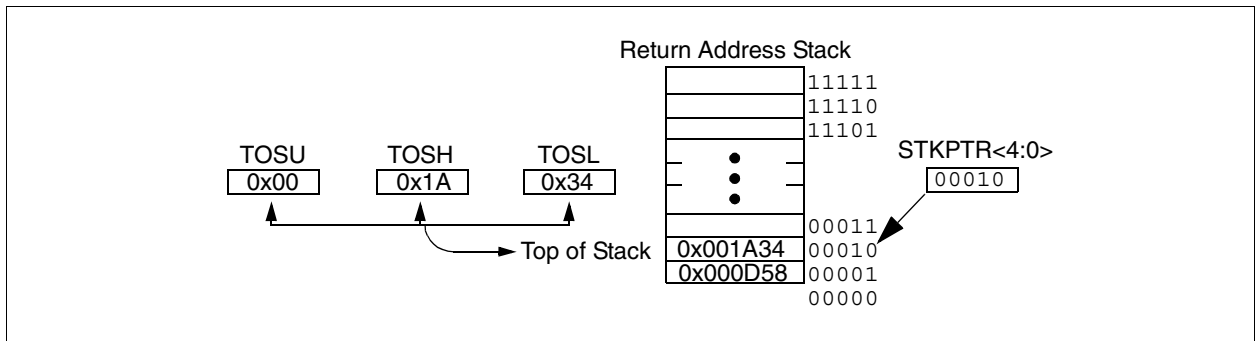 Return Address Stack
11111
11110
11101
TOSU TOSH TOSL STKPTR<4:0>
0x00 0x1A 0x34 00010
00011
Top of Stack 0x001A34 00010
0x000D58 00001
00000